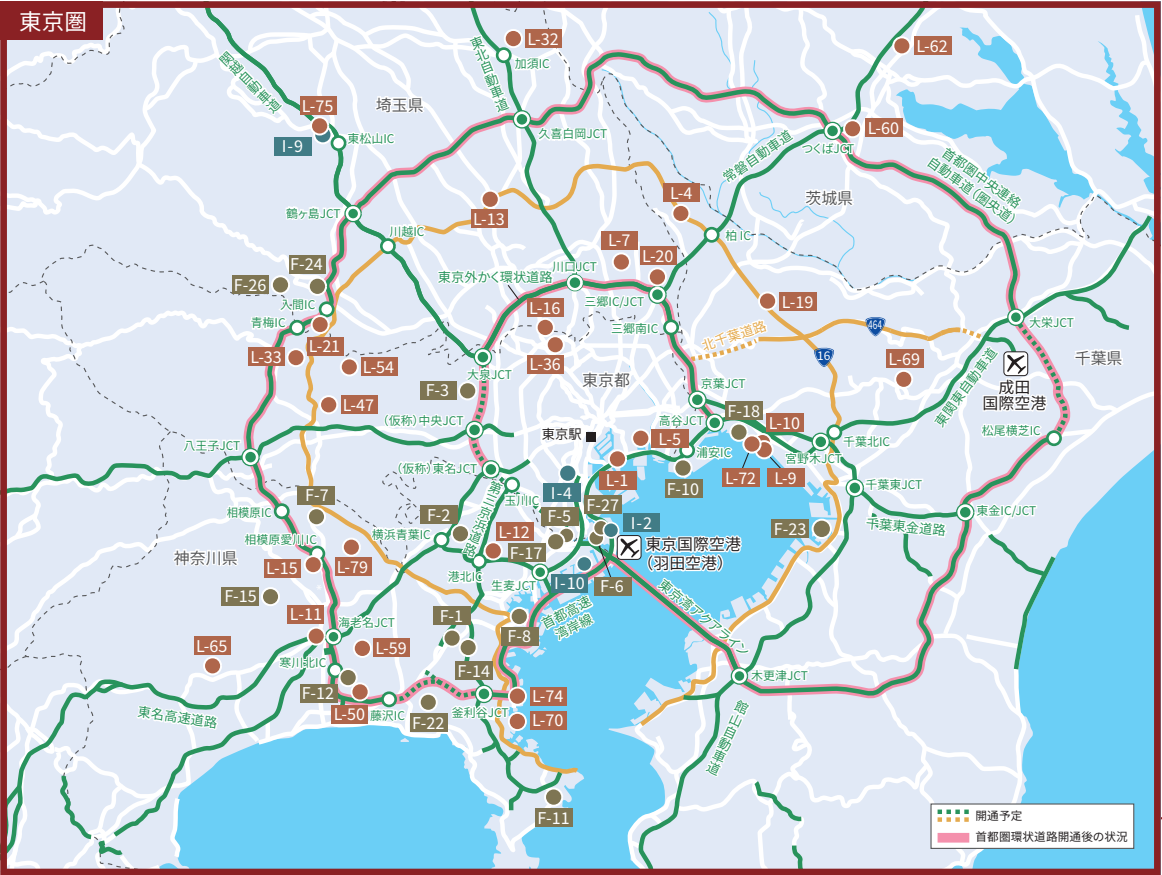 東京圏
L-32
L-62
東北自動車道
加須IC
関越自動車道
L-75
埼玉県
I-9
東松山IC
久喜白岡JCT
L-60
つくばJCT
常磐自動車道
首都圏中央連絡
自動車道(圏央道)
茨城県
L-13
L-4
鶴ヶ島JCT
川越IC
柏IC
L-7
L-20
F-24
F-26
東京外かく環状道路
川口JCT
入間IC
三郷IC/JCT
L-16
L-19
青梅IC
三郷南IC
大栄JCT
北千葉道路
464
L-21
L-33
L-36
16
L-54
大泉JCT
L-69
千葉県
東京都
成田
国際空港
F-3
京葉JCT
東関東自動車道
L-47
F-18
L-10
(仮称)中央JCT
高谷JCT
松尾横芝IC
東京駅
L-5
千葉北IC
八王子JCT
浦安IC
宮野木JCT
(仮称)東名JCT
L-1
L-72
L-9
F-10
千葉東JCT
玉川IC
I-4
F-7
第三京浜道路
F-27
相模原IC
F-2
F-5
I-2
東金IC/JCT
千葉東金道路
F-23
相模原愛川IC
横浜青葉IC
L-12
F-17
東京国際空港
(羽田空港)
神奈川県
L-15
L-79
港北IC
生麦JCT
I-10
F-6
F-15
東京湾アクアライン
首都高速
湾岸線
L-11
F-1
海老名JCT
F-8
L-65
L-59
寒川北IC
F-14
木更津JCT
F-12
L-74
東名高速道路
L-50
藤沢IC
F-22
金利谷JCT
L-70
館山自動車道
F-11
開通予定
首都圏環状道路開通後の状況